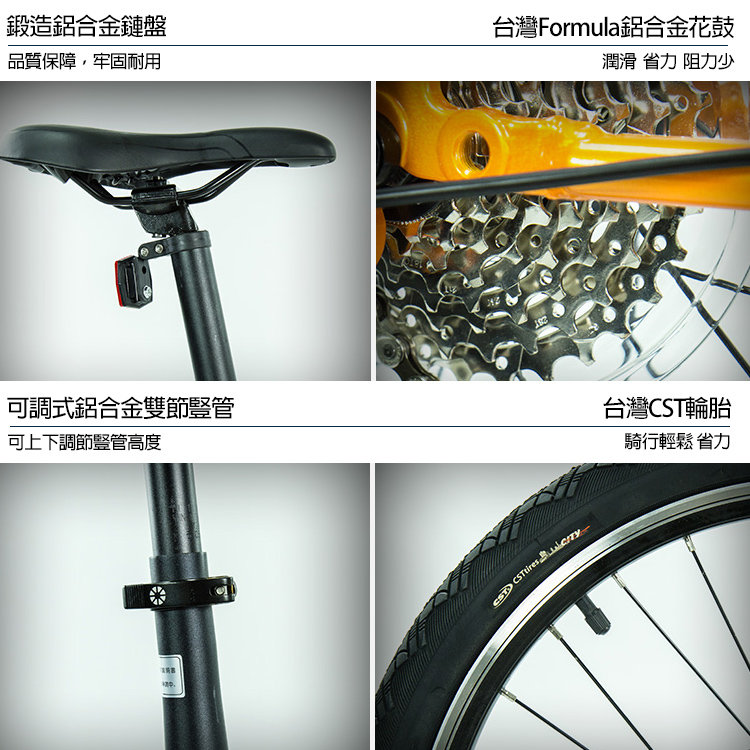 鍛造鋁合金鏈盤
品質保障，牢固耐用
台灣Formula鋁合金花鼓
潤滑 省力 阻力少
可調式鋁合金雙節豎管
可上下調節豎管高度
台灣CST輪胎
騎行輕鬆 省力
CST CSTtires CITY
28T